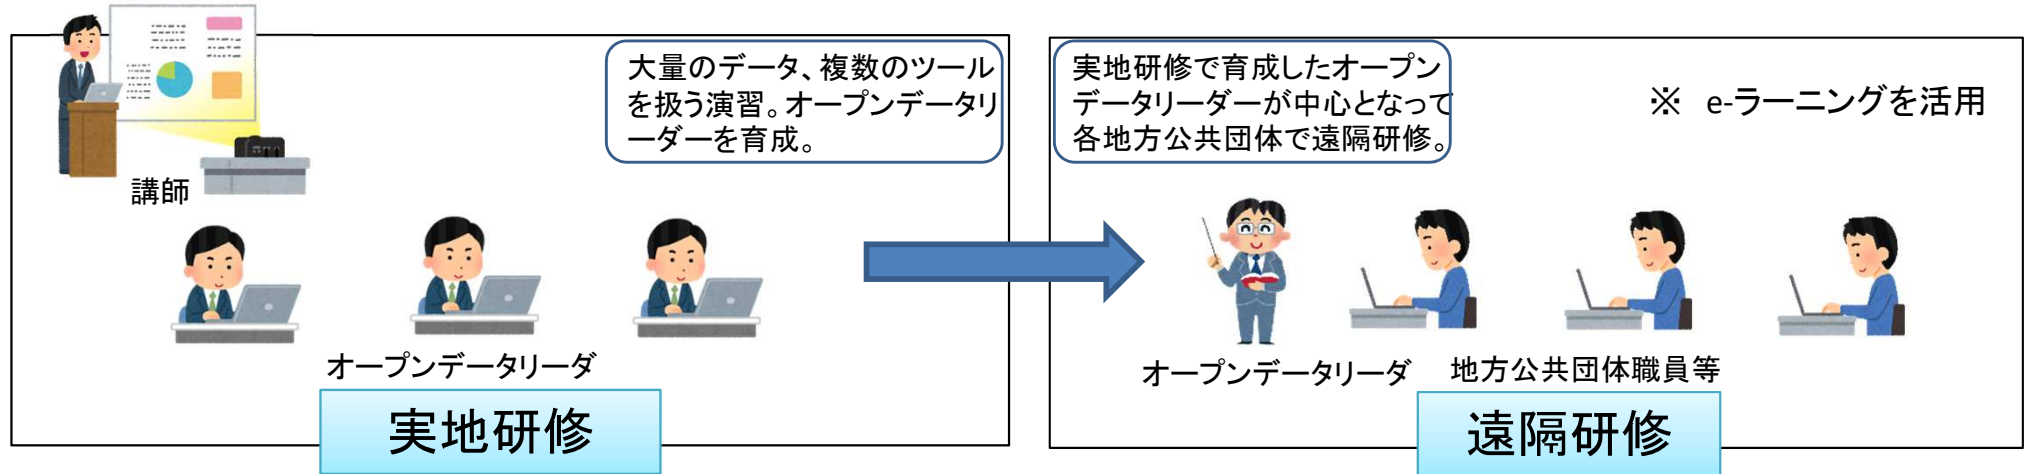 大量のデータ、複数のツール
を扱う演習。オープンデータリ
ーダーを育成。
講師
オープンデータリーダ
実地研修
実地研修で育成したオープン
データリーダーが中心となって
各地方公共団体で遠隔研修。
※ e-ラーニングを活用
オープンデータリーダ
地方公共団体職員等
遠隔研修